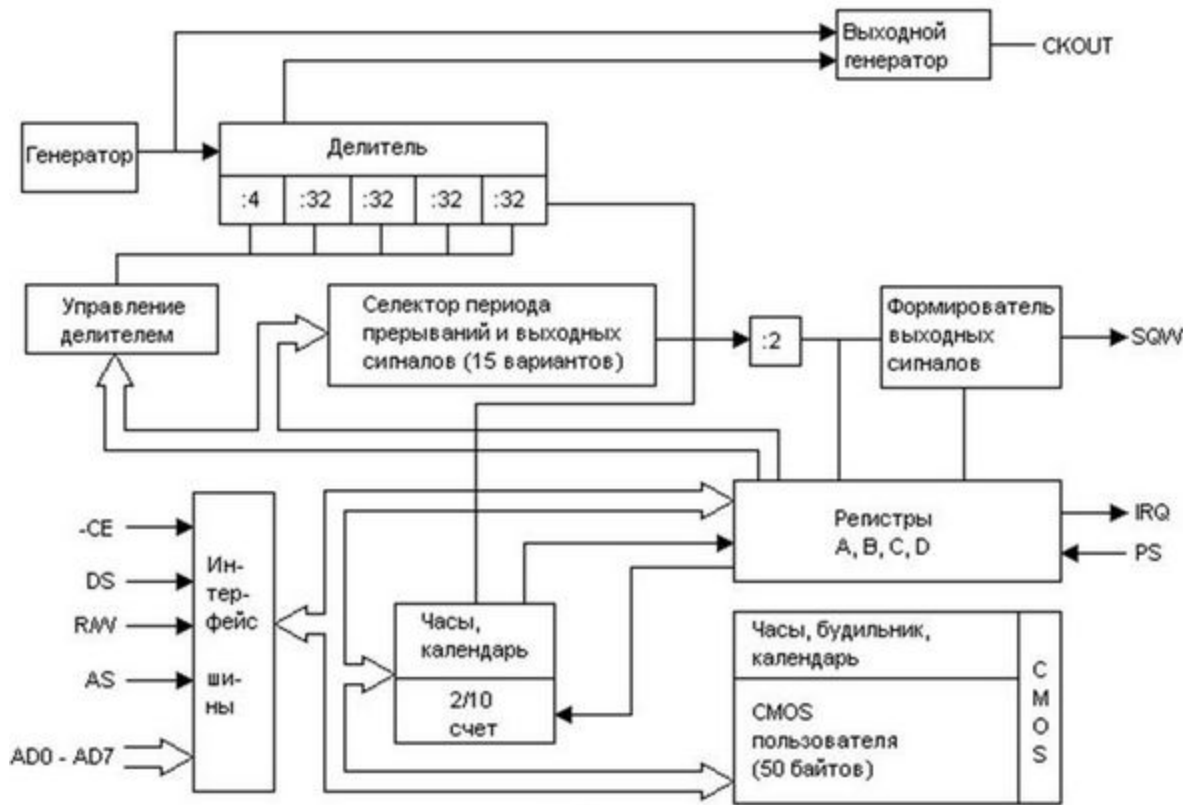 Выходной
генератор
CKOUT
Генератор
Делитель
:4 :32 :32 :32 :32
Управление
делителем
Селектор периода
прерываний и выходных
сигналов (15 вариантов)
:2
Формирователь
выходных
сигналов
SQW
-CE
DS
R/W
AS
AD0 - AD7
Ин-
тер-
фейс
ши-
ны
Часы,
календарь
2/10
счет
Регистры
A, B, C, D
IRQ
PS
Часы, будильник,
календарь
CMOS
пользователя
(50 байтов)
C
M
O
S